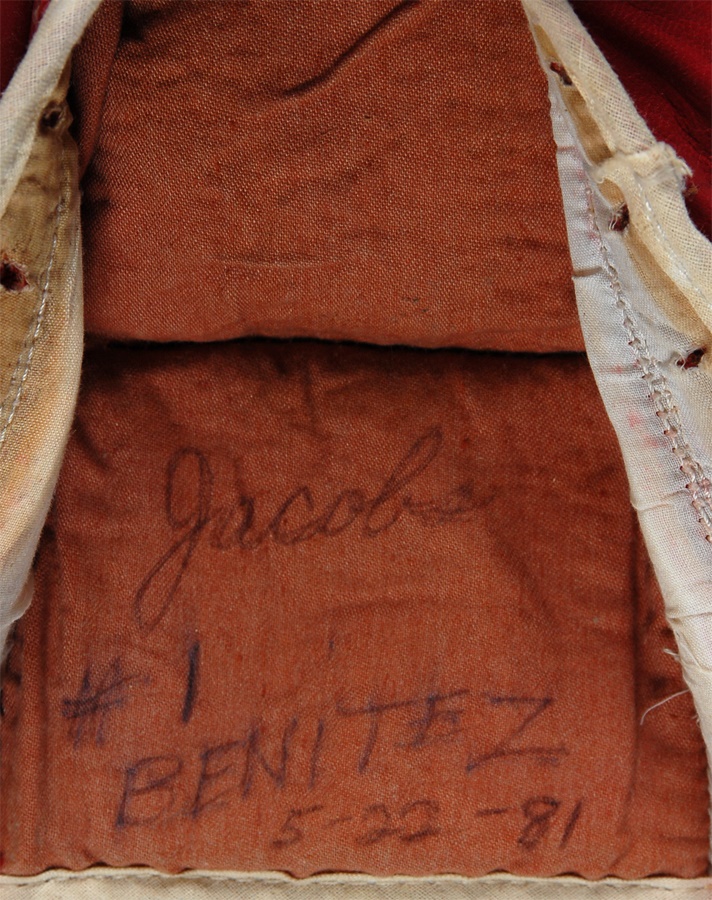 Jacobs
# 1
BENITEZ
5-22-81